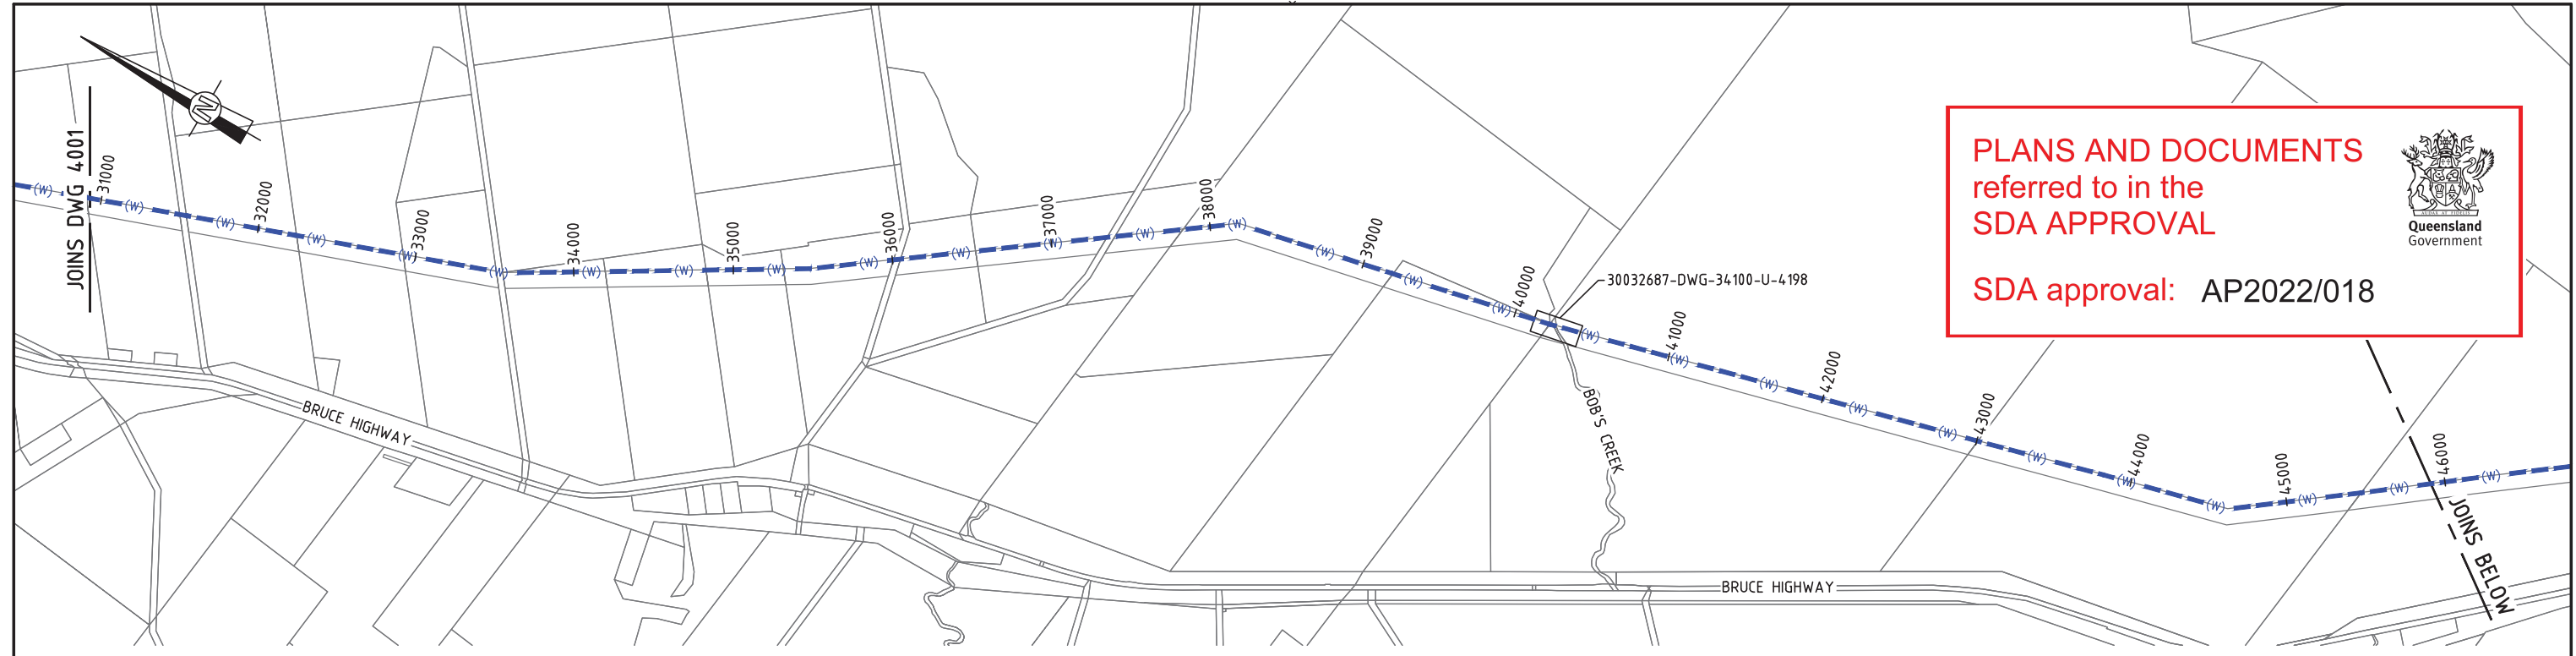 JOINS DWG 4001
N
31000
32000
33000
34000
35000
36000
37000
38000
39000
40000
41000
42000
43000
44000
45000
46000
(W) (W) (W) (W) (W) (W) (W) (W) (W) (W) (W) (W) (W) (W) (W) (W) (W) (W) (W) (W) (W) (W) (W) (W) (W) (W) (W) (W)
30032687-DWG-34100-U-4198
BOB'S CREEK
BRUCE HIGHWAY
BRUCE HIGHWAY
JOINS BELOW
PLANS AND DOCUMENTS
referred to in the
SDA APPROVAL
SDA approval: AP2022/018
Queensland
Government